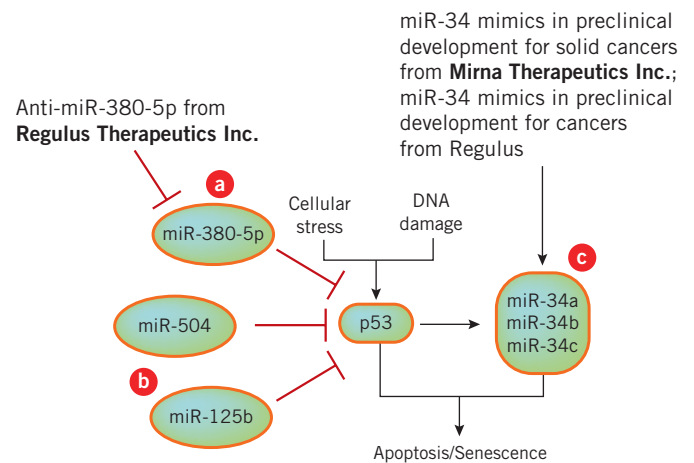 miR-34 mimics in preclinical
development for solid cancers
from Mirna Therapeutics Inc.;
miR-34 mimics in preclinical
development for cancers
from Regulus
Anti-miR-380-5p from
Regulus Therapeutics Inc.
a
miR-380-5p
Cellular
stress
DNA
damage
c
miR-504
p53
miR-34a
miR-34b
miR-34c
b
miR-125b
Apoptosis/Senescence